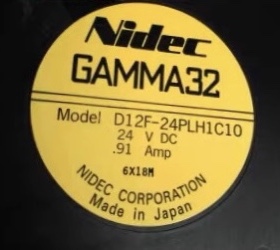 Nidec
GAMMA32
Model D12F-24PLH1C10
24 V DC
.91 Amp
6X18M
NIDEC CORPORATION
Made in Japan